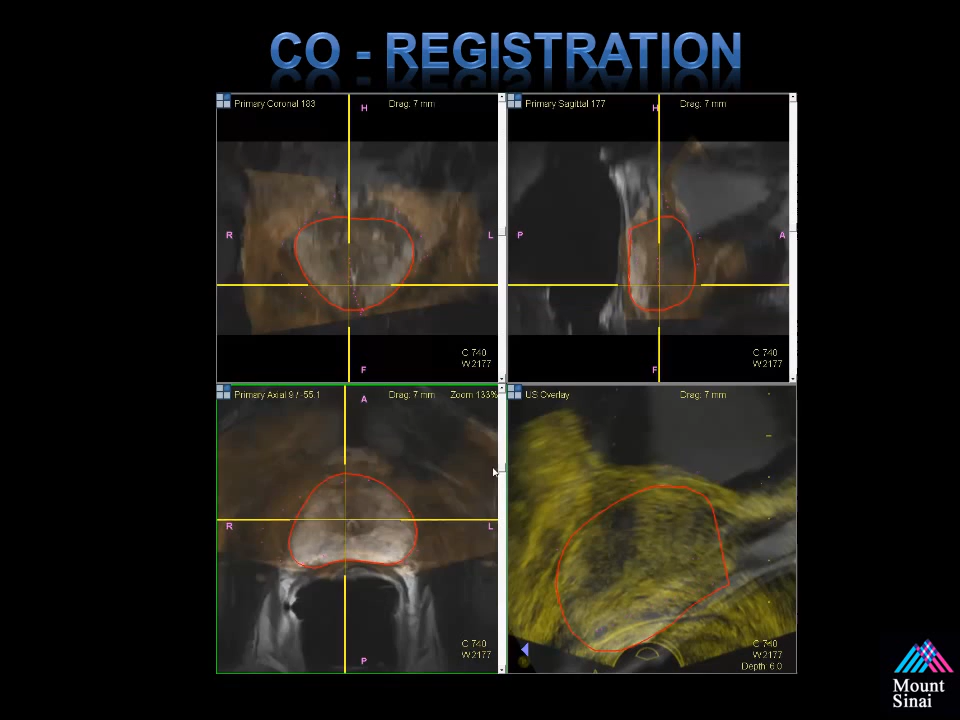 CO - REGISTRATION
Primary Coronal 183
Drag: 7 mm
H
R
L
C 740
W 2177
F
Primary Sagittal 177
Drag: 7 mm
H
P
A
C 740
W 2177
F
Primary Axial 9 / -55.1
Drag: 7 mm
Zoom 133%
A
R
L
C 740
W 2177
P
US Overlay
Drag: 7 mm
C 740
W 2177
Depth: 6.0
Mount
Sinai